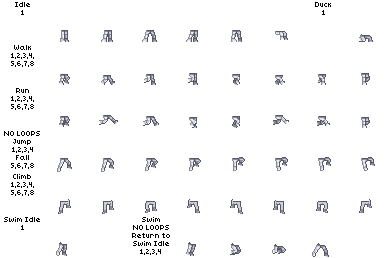 Idle
1
Duck
1
Walk
1,2,3,4,
5,6,7,8
Run
1,2,3,4,
5,6,7,8
NO LOOPS
Jump
1,2,3,4
Fall
5,6,7,8
Climb
1,2,3,4,
5,6,7,8
Swim Idle
1
Swim
NO LOOPS
Return to
Swim Idle
1,2,3,4